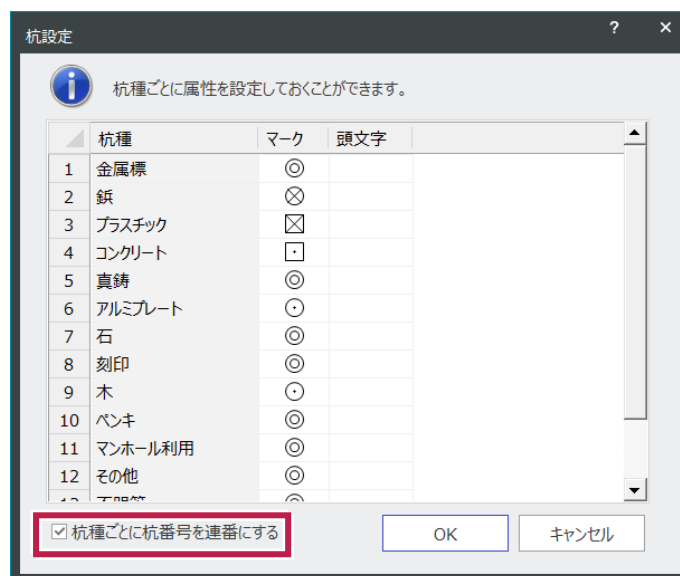 杭設定 ? ×
杭種ごとに属性を設定しておくことができます。
杭種 マーク 頭文字
1 金属標 ◎
2 鋲 ⊗
3 プラスチック ☒
4 コンクリート ⊡
5 真鋳 ◎
6 アルミプレート ⊙
7 石 ◎
8 刻印 ◎
9 木 ⊙
10 ペンキ ◎
11 マンホール利用 ◎
12 その他 ◎
杭種ごとに杭番号を連番にする OK キャンセル